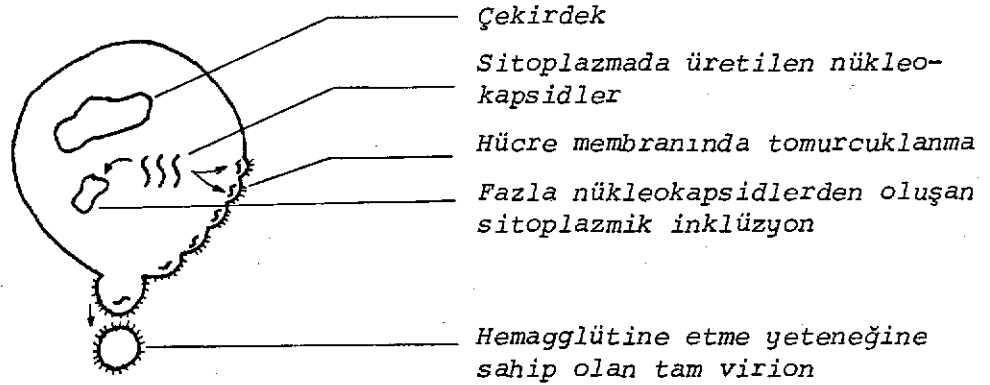 Çekirdek
Sitoplazmada üretilen nükleo-
kapsidler
Hücre membranında tomurcuklanma
Fazla nükleokapsidlerden oluşan
sitoplazmik inklüzyon
Hemagglütine etme yeteneğine
sahip olan tam virion